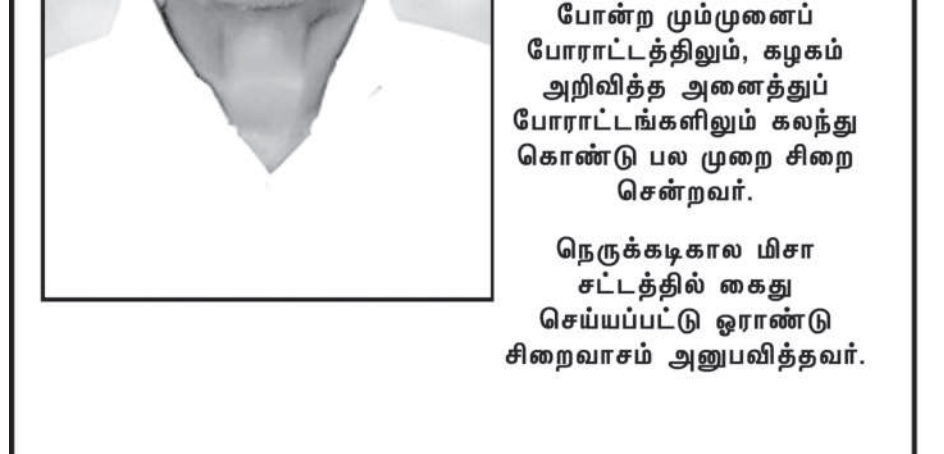 போன்ற மும்முனைப்
போராட்டத்திலும், கழகம்
அறிவித்த அனைத்துப்
போராட்டங்களிலும் கலந்து
கொண்டு பல முறை சிறை
சென்றவர்.
நெருக்கடிகால மிசா
சட்டத்தில் கைது
செய்யப்பட்டு ஓராண்டு
சிறைவாசம் அனுபவித்தவர்.